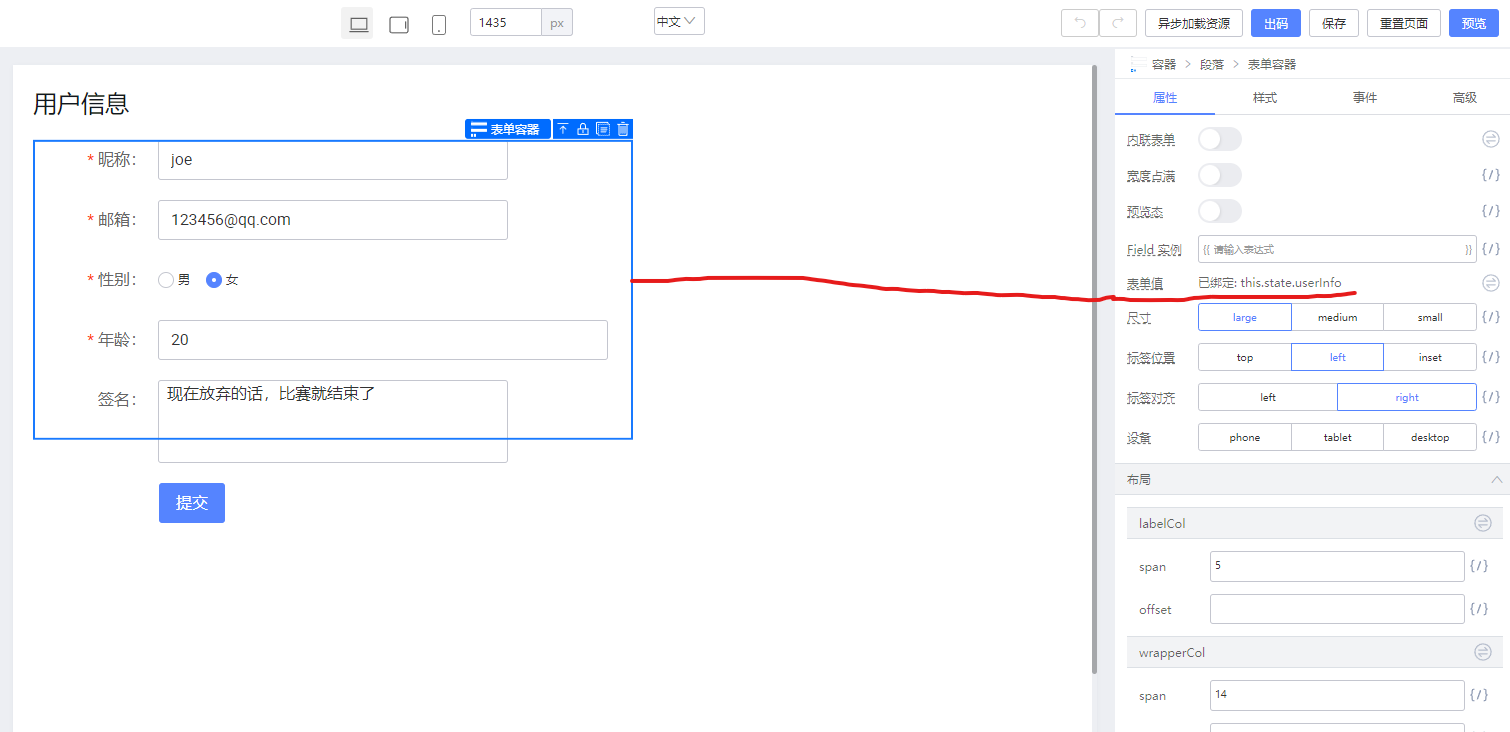 1435 px 中文 异步加载资源 出码 保存 重置页面 预览
容器 > 段落 > 表单容器
属性 样式 事件 高级
用户信息
表单容器
* 昵称: joe
* 邮箱: 123456@qq.com
* 性别: 男 女
* 年龄: 20
签名: 现在放弃的话，比赛就结束了
提交
内联表单
宽度占满 {/}
预览态 {/}
Field 实例 {{ 请输入表达式 }} {/}
表单值 已绑定: this.state.userInfo
尺寸 large medium small {/}
标签位置 top left inset {/}
标签对齐 left right {/}
设备 phone tablet desktop {/}
布局
labelCol
span 5 {/}
offset {/}
wrapperCol
span 14 {/}